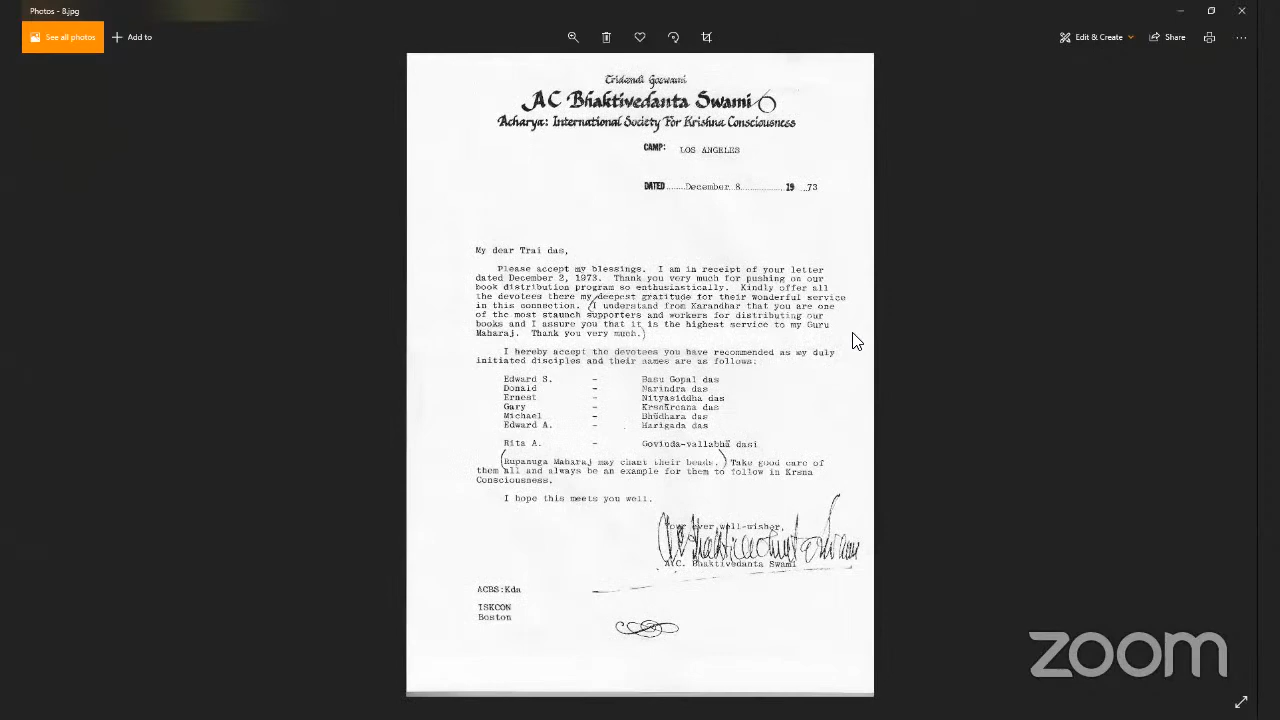 Photos - 8.jpg
See all photos
Add to
Edit & Create
Share
Tridandi Goswami
AC Bhaktivedanta Swami
Acharya: International Society For Krishna Consciousness
CAMP: LOS ANGELES
DATED.......December 8..............19...73
My dear Trai das,
Please accept my blessings. I am in receipt of your letter
dated December 2, 1973. Thank you very much for pushing on our
book distribution program so enthusiastically. Kindly offer all
the devotees there my deepest gratitude for their wonderful service
in this connection. (I understand from Karandhar that you are one
of the most staunch supporters and workers for distributing our
books and I assure you that it is the highest service to my Guru
Maharaj. Thank you very much.)
I hereby accept the devotees you have recommended as my duly
initiated disciples and their names are as follows:
Edward S. - Basu Gopal das
Donald - Narindra das
Ernest - Nityasiddha das
Gary - Krsnārcana das
Michael - Bhūdhara das
Edward A. - Harigada das
Rita A. - Govinda-vallabhā dasi
(Rupanuga Maharaj may chant their beads.) Take good care of
them all and always be an example for them to follow in Krsna
Consciousness.
I hope this meets you well.
Your ever well-wisher,
A.C. Bhaktivedanta Swami
A.C. Bhaktivedanta Swami
ACBS:Kda
ISKCON
Boston
zoom